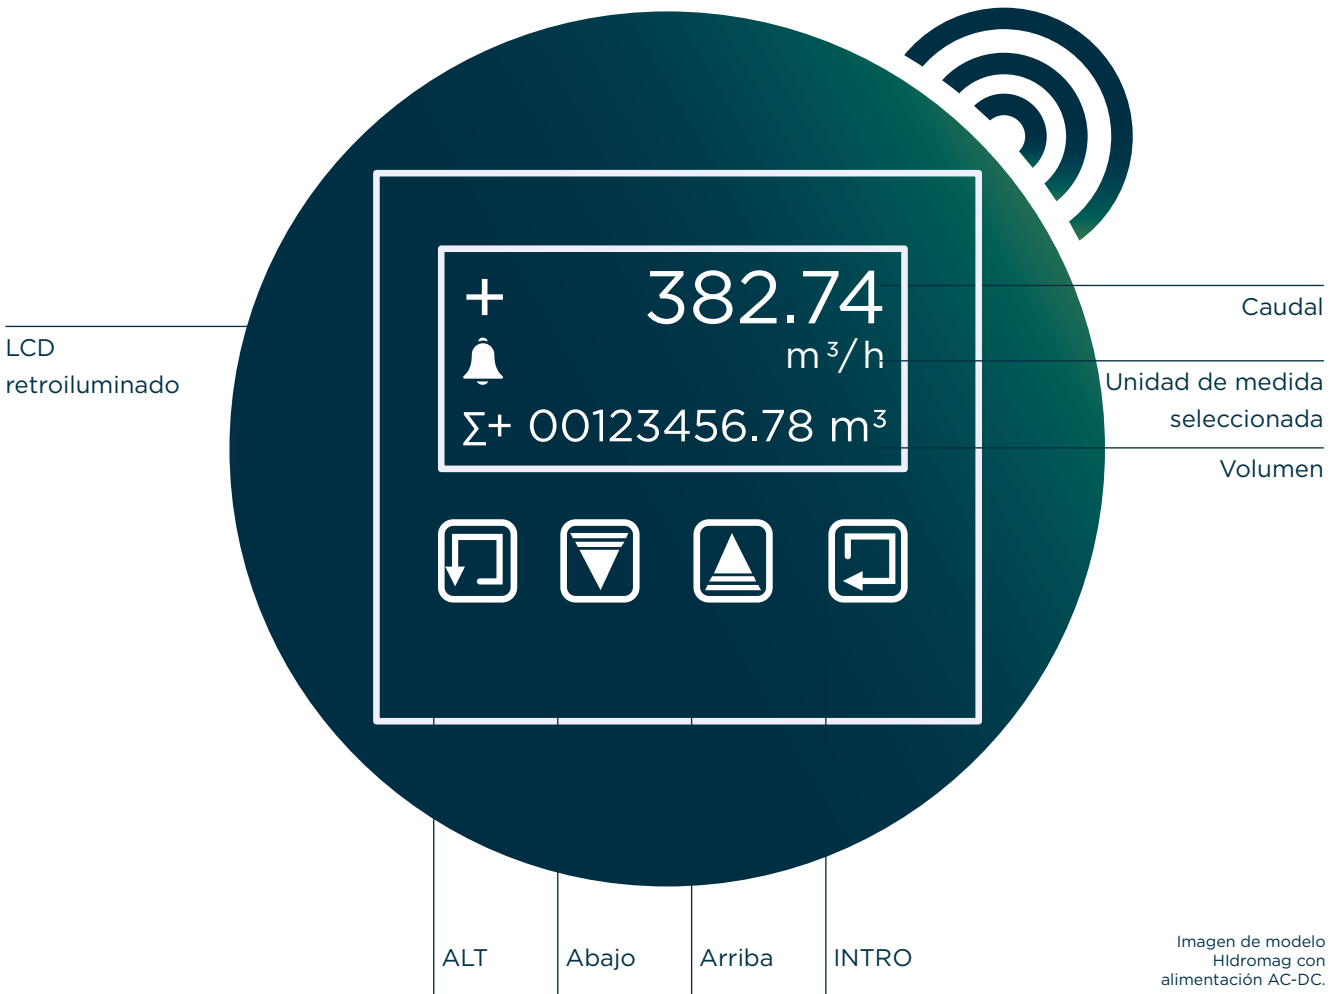 + 382.74
m³/h
∑+ 00123456.78 m³
LCD
retroiluminado
Caudal
Unidad de medida
seleccionada
Volumen
ALT
Abajo
Arriba
INTRO
Imagen de modelo
HIdromag con
alimentación AC-DC.